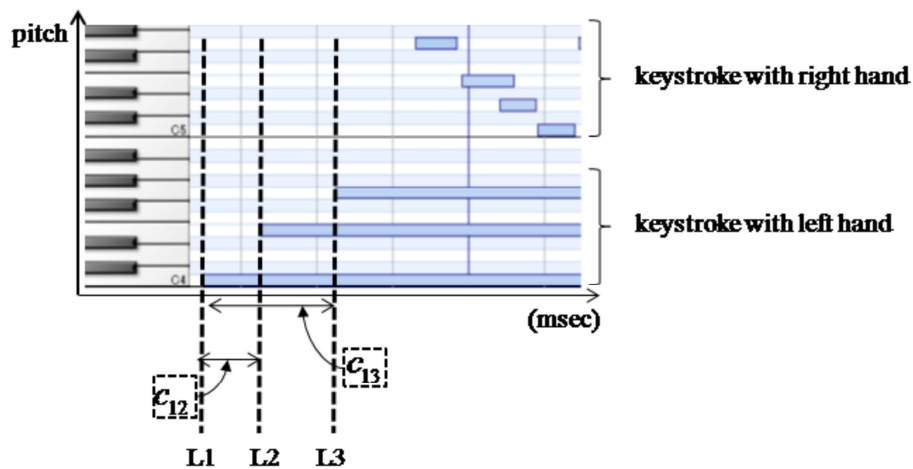 pitch
keystroke with right hand
C5
keystroke with left hand
C4
(msec)
C13
C12
L1 L2 L3